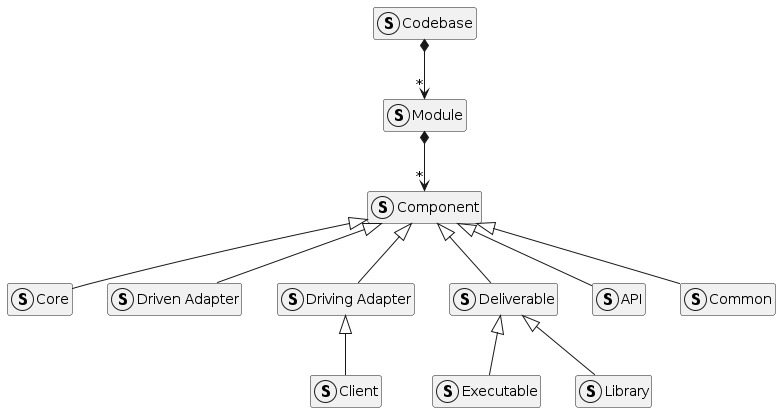 S Codebase
*
S Module
*
S Component
S Core
S Driven Adapter
S Driving Adapter
S Deliverable
S API
S Common
S Client
S Executable
S Library